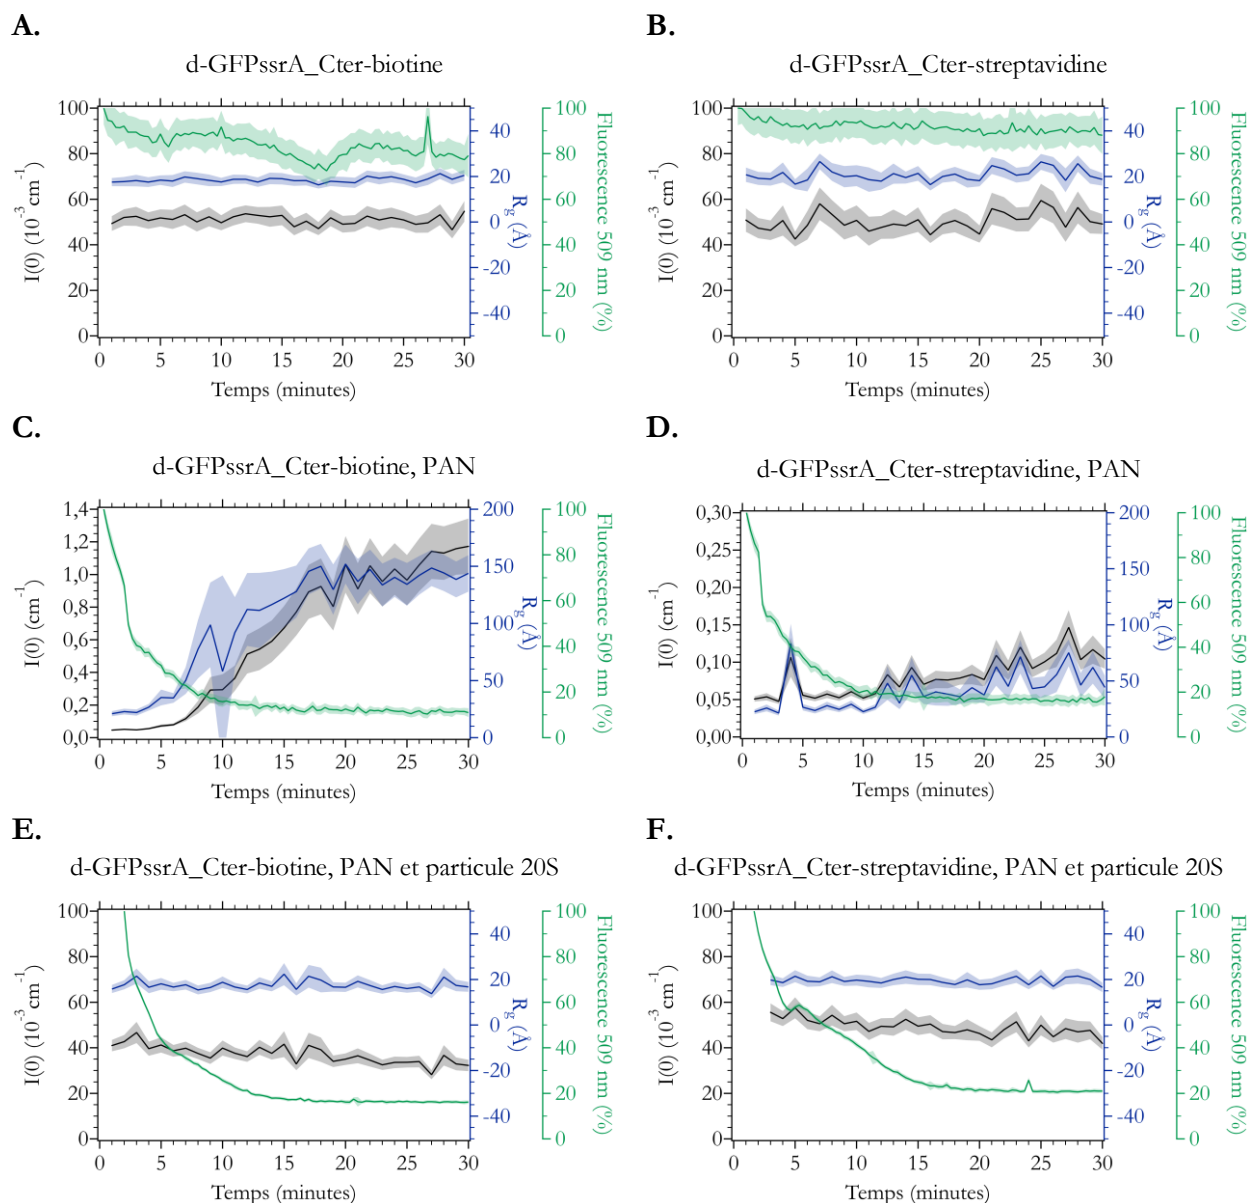 A.
d-GFPssrA_Cter-biotine
100
80
60
40
20
0
I(0) (10⁻³ cm⁻¹)
40
20
0
-20
-40
Rg (Å)
100
80
60
40
20
0
Fluorescence 509 nm (%)
0 5 10 15 20 25 30
Temps (minutes)
B.
d-GFPssrA_Cter-streptavidine
100
80
60
40
20
0
I(0) (10⁻³ cm⁻¹)
40
20
0
-20
-40
Rg (Å)
100
80
60
40
20
0
Fluorescence 509 nm (%)
0 5 10 15 20 25 30
Temps (minutes)
C.
d-GFPssrA_Cter-biotine, PAN
1,4
1,2
1,0
0,8
0,6
0,4
0,2
0,0
I(0) (cm⁻¹)
200
150
100
50
0
Rg (Å)
100
80
60
40
20
0
Fluorescence 509 nm (%)
0 5 10 15 20 25 30
Temps (minutes)
D.
d-GFPssrA_Cter-streptavidine, PAN
0,30
0,25
0,20
0,15
0,10
0,05
0,00
I(0) (cm⁻¹)
200
150
100
50
0
Rg (Å)
100
80
60
40
20
0
Fluorescence 509 nm (%)
0 5 10 15 20 25 30
Temps (minutes)
E.
d-GFPssrA_Cter-biotine, PAN et particule 20S
100
80
60
40
20
0
I(0) (10⁻³ cm⁻¹)
40
20
0
-20
-40
Rg (Å)
100
80
60
40
20
0
Fluorescence 509 nm (%)
0 5 10 15 20 25 30
Temps (minutes)
F.
d-GFPssrA_Cter-streptavidine, PAN et particule 20S
100
80
60
40
20
0
I(0) (10⁻³ cm⁻¹)
40
20
0
-20
-40
Rg (Å)
100
80
60
40
20
0
Fluorescence 509 nm (%)
0 5 10 15 20 25 30
Temps (minutes)